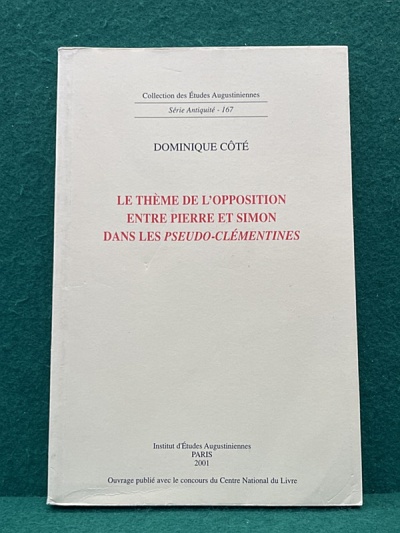 Collection des Études Augustiniennes
Série Antiquité - 167
DOMINIQUE CÔTÉ
LE THÈME DE L'OPPOSITION
ENTRE PIERRE ET SIMON
DANS LES PSEUDO-CLÉMENTINES
Institut d'Études Augustiniennes
PARIS
2001
Ouvrage publié avec le concours du Centre National du Livre